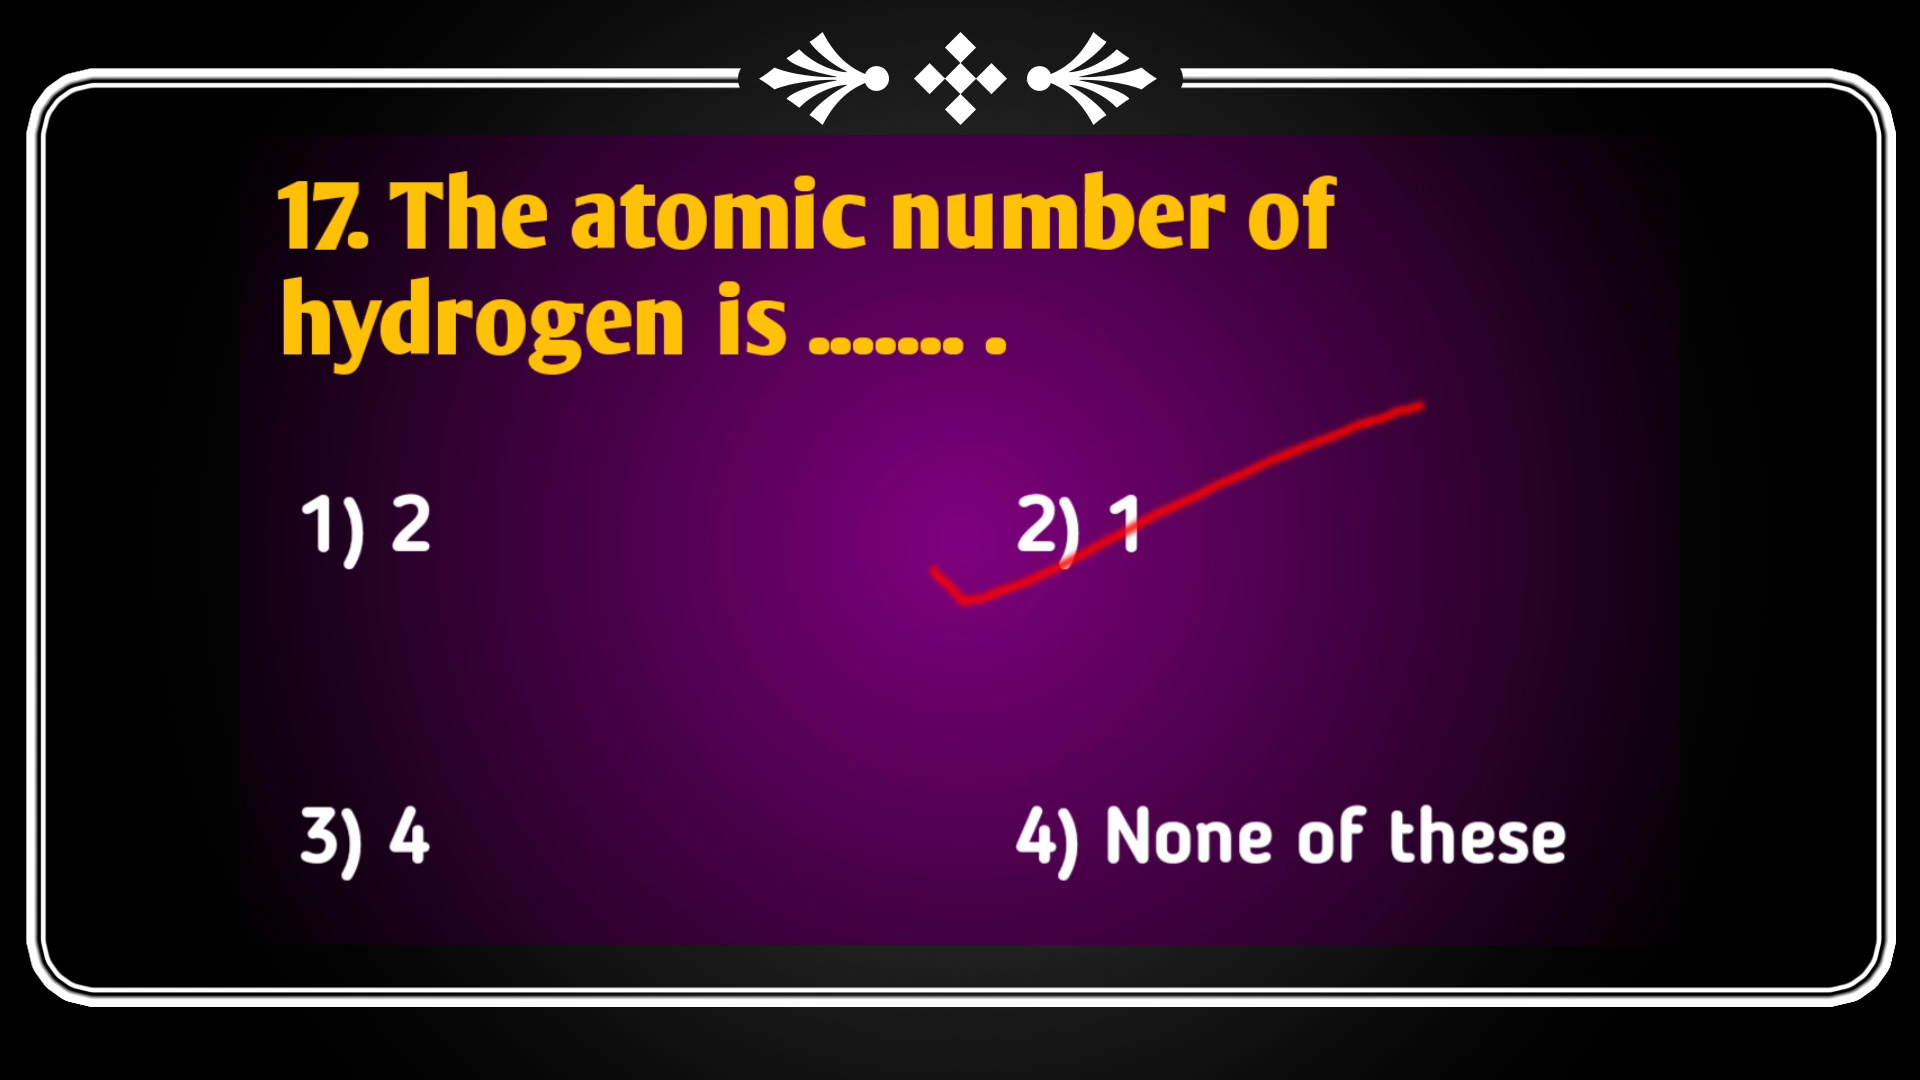 17. The atomic number of
hydrogen is ....... .
1) 2
2) 1
3) 4
4) None of these